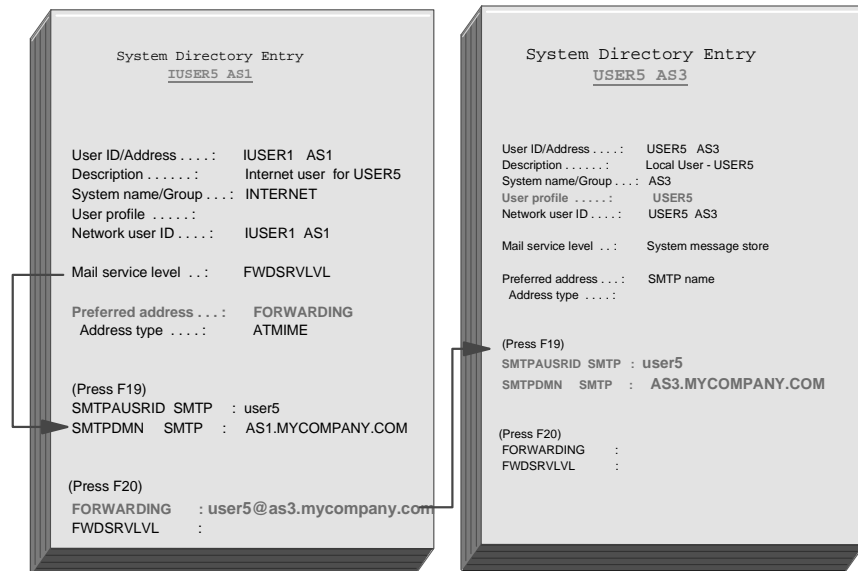 System Directory Entry
IUSER5 AS1
User ID/Address . . . . : IUSER1 AS1
Description . . . . . . : Internet user for USER5
System name/Group . . . : INTERNET
User profile . . . . . :
Network user ID . . . . : IUSER1 AS1
Mail service level . . : FWDSRVLVL
Preferred address . . . : FORWARDING
Address type . . . . : ATMIME
(Press F19)
SMTPAUSRID SMTP : user5
SMTPDMN SMTP : AS1.MYCOMPANY.COM
(Press F20)
FORWARDING : user5@as3.mycompany.com
FWDSRVLVL :
System Directory Entry
USER5 AS3
User ID/Address . . . . : USER5 AS3
Description . . . . . . : Local User - USER5
System name/Group . . . : AS3
User profile . . . . . : USER5
Network user ID . . . . : USER5 AS3
Mail service level . . : System message store
Preferred address . . . : SMTP name
Address type . . . . :
(Press F19)
SMTPAUSRID SMTP : user5
SMTPDMN SMTP : AS3.MYCOMPANY.COM
(Press F20)
FORWARDING :
FWDSRVLVL :